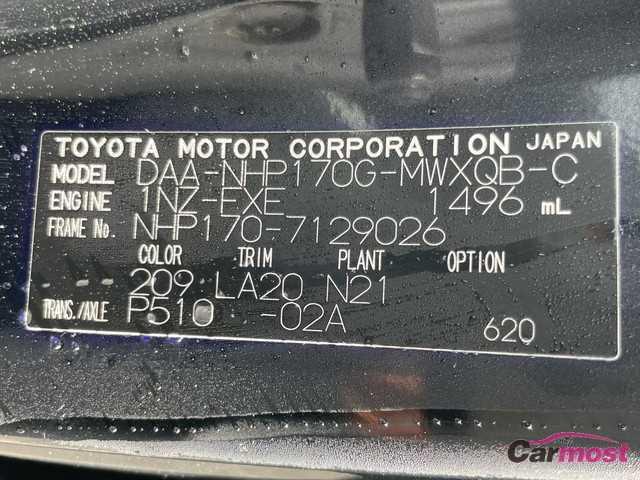 TOYOTA MOTOR CORPORATION JAPAN
MODEL DAA-NHP170G-MWXQB-C
ENGINE 1NZ-EXE 1496 mL
FRAME No. NHP170-7129026
COLOR TRIM PLANT OPTION
209 LA20 N21
TRANS./AXLE P510 -02A
620
Carmost